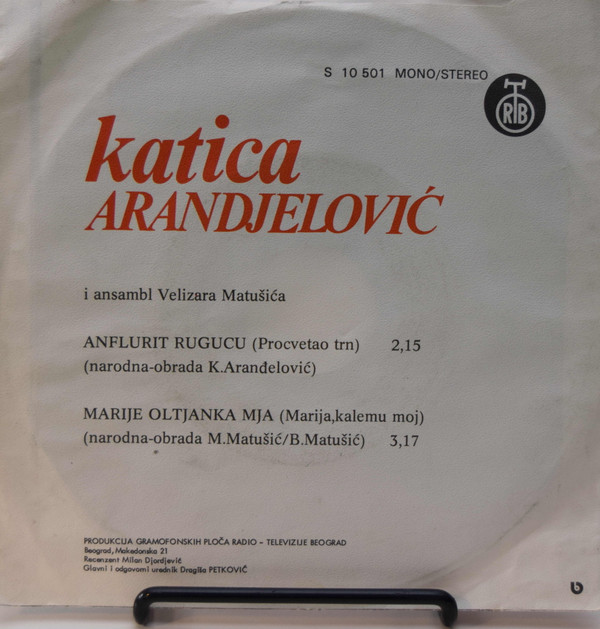 S 10 501 MONO/STEREO
RTB
katica
ARANDJELOVIĆ
i ansambl Velizara Matušića
ANFLURIT RUGUCU (Procvetao trn) 2,15
(narodna-obrada K.Aranđelović)
MARIJE OLTJANKA MJA (Marija,kalemu moj)
(narodna-obrada M.Matušić/B.Matušić) 3,17
PRODUKCIJA GRAMOFONSKIH PLOČA RADIO – TELEVIZIJE BEOGRAD
Beograd, Makedonska 21
Recenzent Milan Djordjević
Glavni i odgovorni urednik Dragiša PETKOVIĆ
b